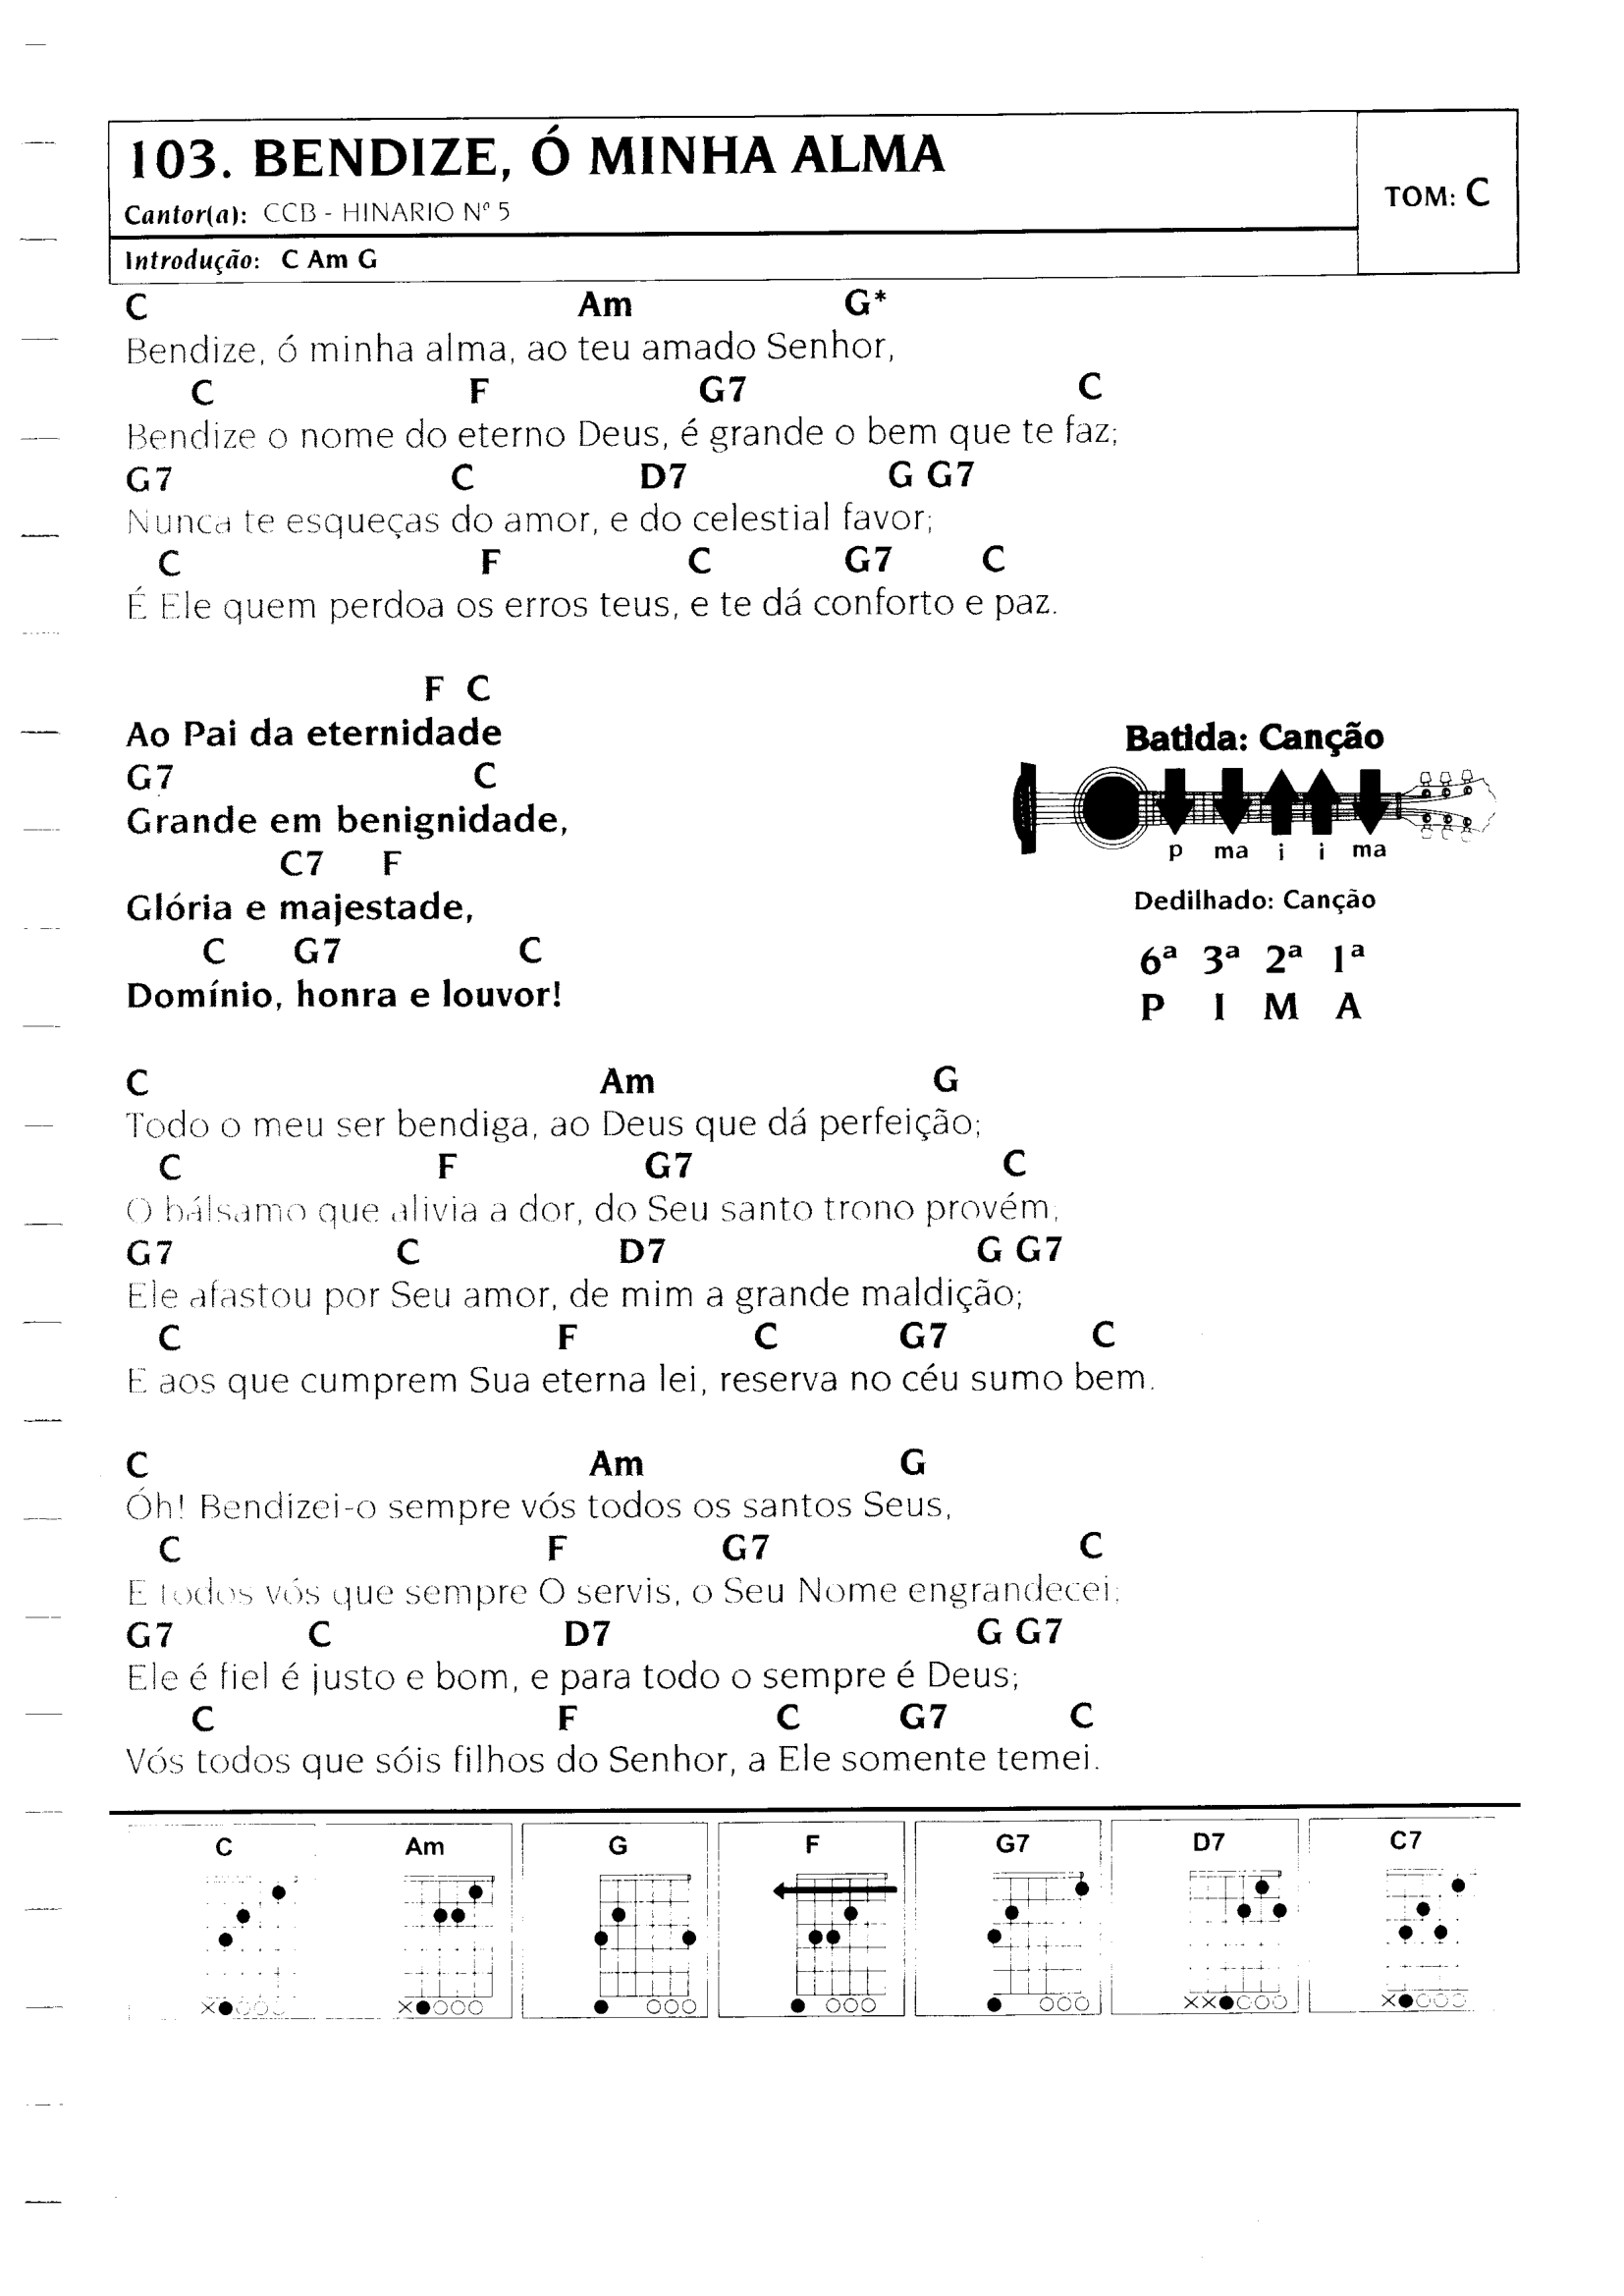 103. BENDIZE, Ó MINHA ALMA
Cantor(a): CCB - HINARIO Nº 5
TOM: C
Introdução: C Am G
C Am G*
Bendize, ó minha alma, ao teu amado Senhor,
C F G7 C
Bendize o nome do eterno Deus, é grande o bem que te faz;
G7 C D7 G G7
Nunca te esqueças do amor, e do celestial favor;
C F C G7 C
É Ele quem perdoa os erros teus, e te dá conforto e paz.
F C
Ao Pai da eternidade
G7 C
Grande em benignidade,
C7 F
Glória e majestade,
C G7 C
Domínio, honra e louvor!
Batida: Canção
p ma i i ma
Dedilhado: Canção
6ª 3ª 2ª 1ª
P I M A
C Am G
Todo o meu ser bendiga, ao Deus que dá perfeição;
C F G7 C
O bálsamo que alivia a dor, do Seu santo trono provém;
G7 C D7 G G7
Ele afastou por Seu amor, de mim a grande maldição;
C F C G7 C
E aos que cumprem Sua eterna lei, reserva no céu sumo bem.
C Am G
Óh! Bendizei-o sempre vós todos os santos Seus,
C F G7 C
E todos vós que sempre O servis, o Seu Nome engrandecei;
G7 C D7 G G7
Ele é fiel é justo e bom, e para todo o sempre é Deus;
C F C G7 C
Vós todos que sóis filhos do Senhor, a Ele somente temei.
C Am G F G7 D7 C7